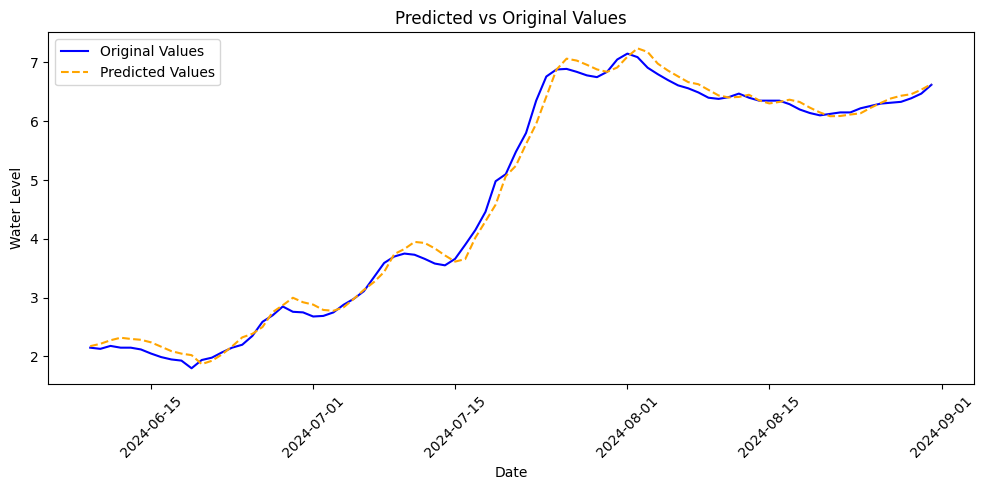 Predicted vs Original Values
Original Values
Predicted Values
Water Level
7
6
5
4
3
2
2024-06-15
2024-07-01
2024-07-15
2024-08-01
2024-08-15
2024-09-01
Date